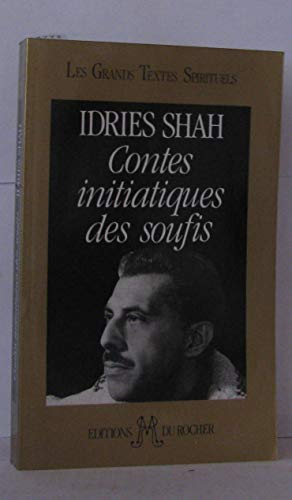 LES GRANDS TEXTES SPIRITUELS
IDRIES SHAH
Contes
initiatiques
des soufis
EDITIONS DU ROCHER